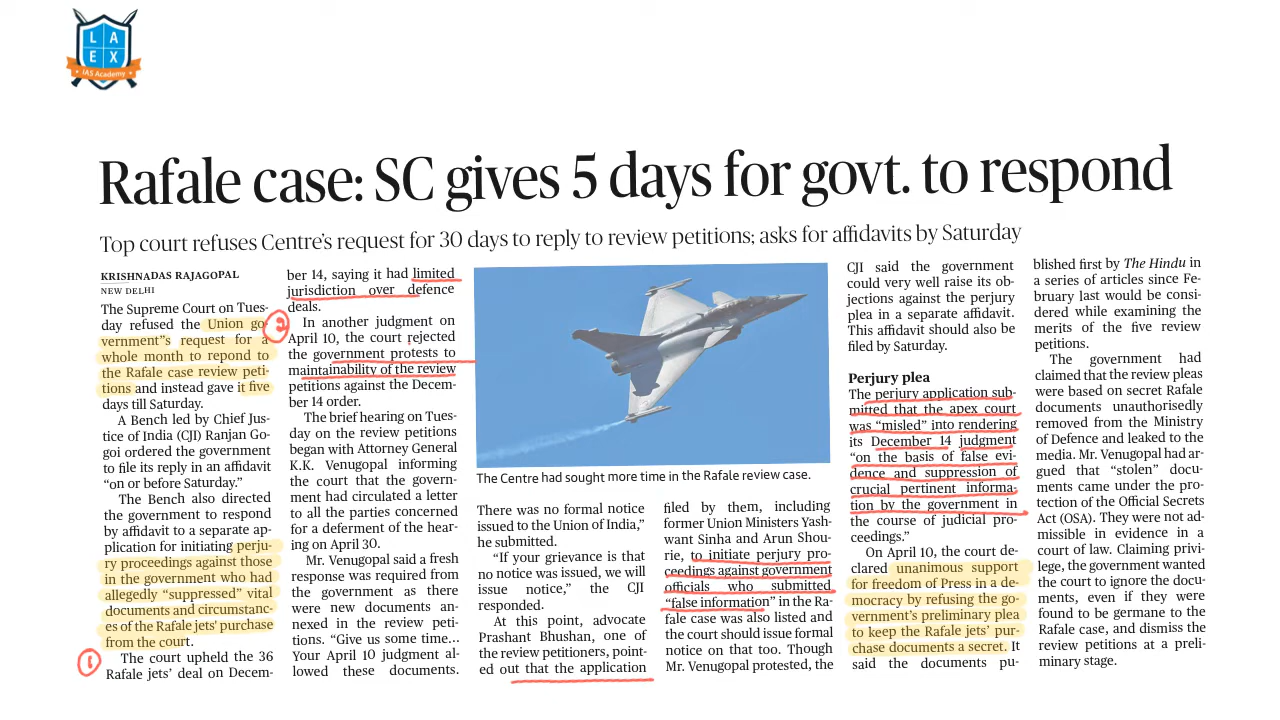 L A
E X
IAS Academy
Rafale case: SC gives 5 days for govt. to respond
Top court refuses Centre's request for 30 days to reply to review petitions; asks for affidavits by Saturday
KRISHNADAS RAJAGOPAL
NEW DELHI
The Supreme Court on Tues-
day refused the Union go-
vernment"s request for a
whole month to repond to
the Rafale case review peti-
tions and instead gave it five
days till Saturday.
A Bench led by Chief Jus-
tice of India (CJI) Ranjan Go-
goi ordered the government
to file its reply in an affidavit
"on or before Saturday."
The Bench also directed
the government to respond
by affidavit to a separate ap-
plication for initiating perju-
ry proceedings against those
in the government who had
allegedly "suppressed" vital
documents and circumstanc-
es of the Rafale jets' purchase
from the court.
1
The court upheld the 36
Rafale jets' deal on Decem-
ber 14, saying it had limited
jurisdiction over defence
deals.
2
In another judgment on
April 10, the court rejected
the government protests to
maintainability of the review
petitions against the Decem-
ber 14 order.
The brief hearing on Tues-
day on the review petitions
began with Attorney General
K.K. Venugopal informing
the court that the govern-
ment had circulated a letter
to all the parties concerned
for a deferment of the hear-
ing on April 30.
Mr. Venugopal said a fresh
response was required from
the government as there
were new documents an-
nexed in the review peti-
tions. "Give us some time...
Your April 10 judgment al-
lowed these documents.
The Centre had sought more time in the Rafale review case.
There was no formal notice
issued to the Union of India,"
he submitted.
"If your grievance is that
no notice was issued, we will
issue notice," the CJI
responded.
At this point, advocate
Prashant Bhushan, one of
the review petitioners, point-
ed out that the application
filed by them, including
former Union Ministers Yash-
want Sinha and Arun Shou-
rie, to initiate perjury pro-
ceedings against government
officials who submitted
"false information" in the Ra-
fale case was also listed and
the court should issue formal
notice on that too. Though
Mr. Venugopal protested, the
CJI said the government
could very well raise its ob-
jections against the perjury
plea in a separate affidavit.
This affidavit should also be
filed by Saturday.
Perjury plea
The perjury application sub-
mitted that the apex court
was "misled" into rendering
its December 14 judgment
"on the basis of false evi-
dence and suppression of
crucial pertinent informa-
tion by the government in
the course of judicial pro-
ceedings."
On April 10, the court de-
clared unanimous support
for freedom of Press in a de-
mocracy by refusing the go-
vernment's preliminary plea
to keep the Rafale jets' pur-
chase documents a secret. It
said the documents pu-
blished first by The Hindu in
a series of articles since Fe-
bruary last would be consi-
dered while examining the
merits of the five review
petitions.
The government had
claimed that the review pleas
were based on secret Rafale
documents unauthorisedly
removed from the Ministry
of Defence and leaked to the
media. Mr. Venugopal had ar-
gued that "stolen" docu-
ments came under the pro-
tection of the Official Secrets
Act (OSA). They were not ad-
missible in evidence in a
court of law. Claiming privi-
lege, the government wanted
the court to ignore the docu-
ments, even if they were
found to be germane to the
Rafale case, and dismiss the
review petitions at a preli-
minary stage.